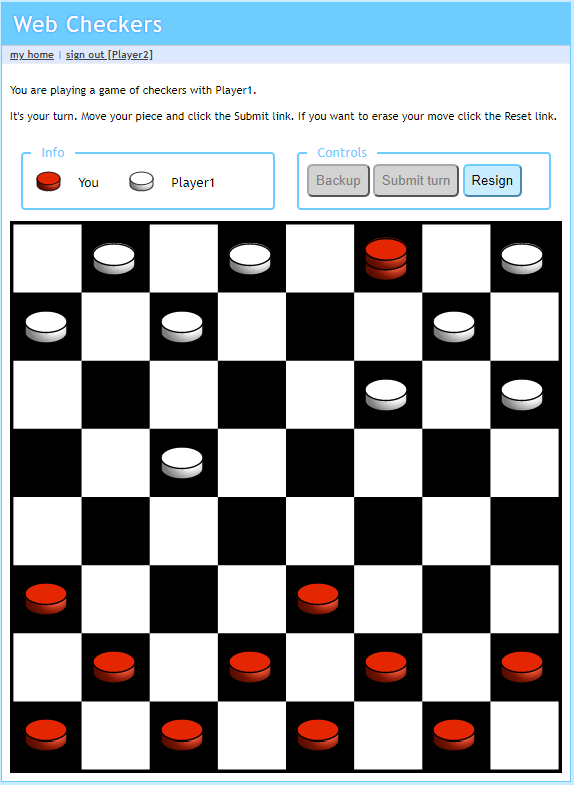 Web Checkers
my home | sign out [Player2]
You are playing a game of checkers with Player1.
It's your turn. Move your piece and click the Submit link. If you want to erase your move click the Reset link.
Info
You Player1
Controls
Backup Submit turn Resign